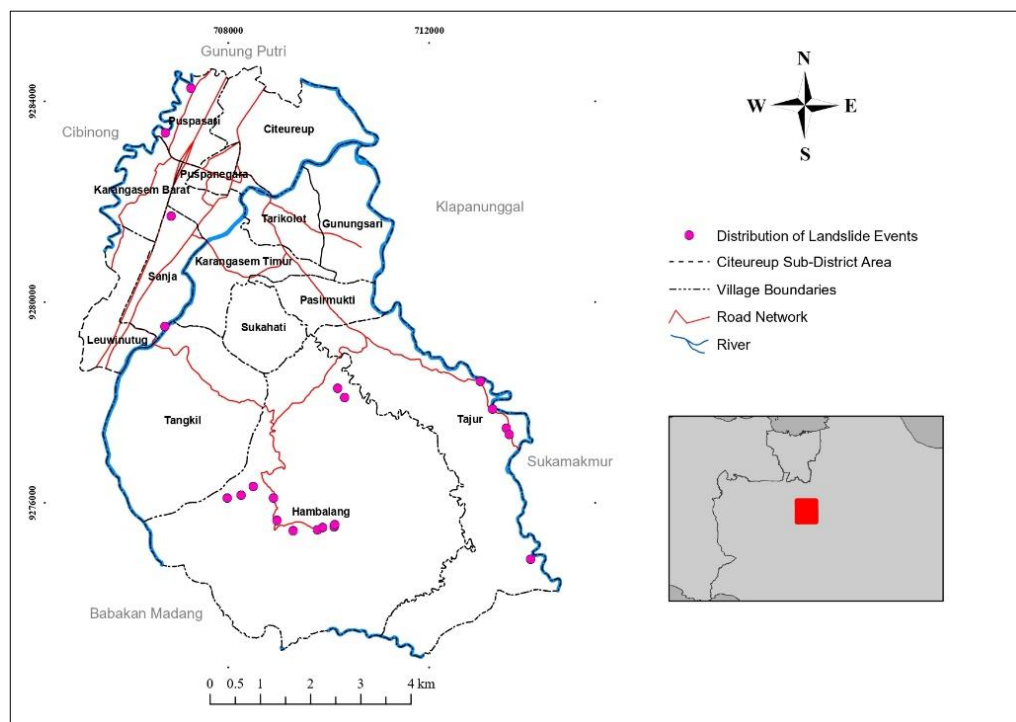 708000
712000
Gunung Putri
9284000
Cibinong
Puspasari
Citeureup
Puspanegara
Karangasem Barat
Klapanunggal
Tarikolot
Gunungsari
Karangasem Timur
Sanja
9280000
Pasirmukti
Sukahati
Leuwinutug
Tangkil
Tajur
Sukamakmur
9276000
Hambalang
Babakan Madang
0 0.5 1 2 3 4 km
N
W
E
S
Distribution of Landslide Events
Citeureup Sub-District Area
Village Boundaries
Road Network
River